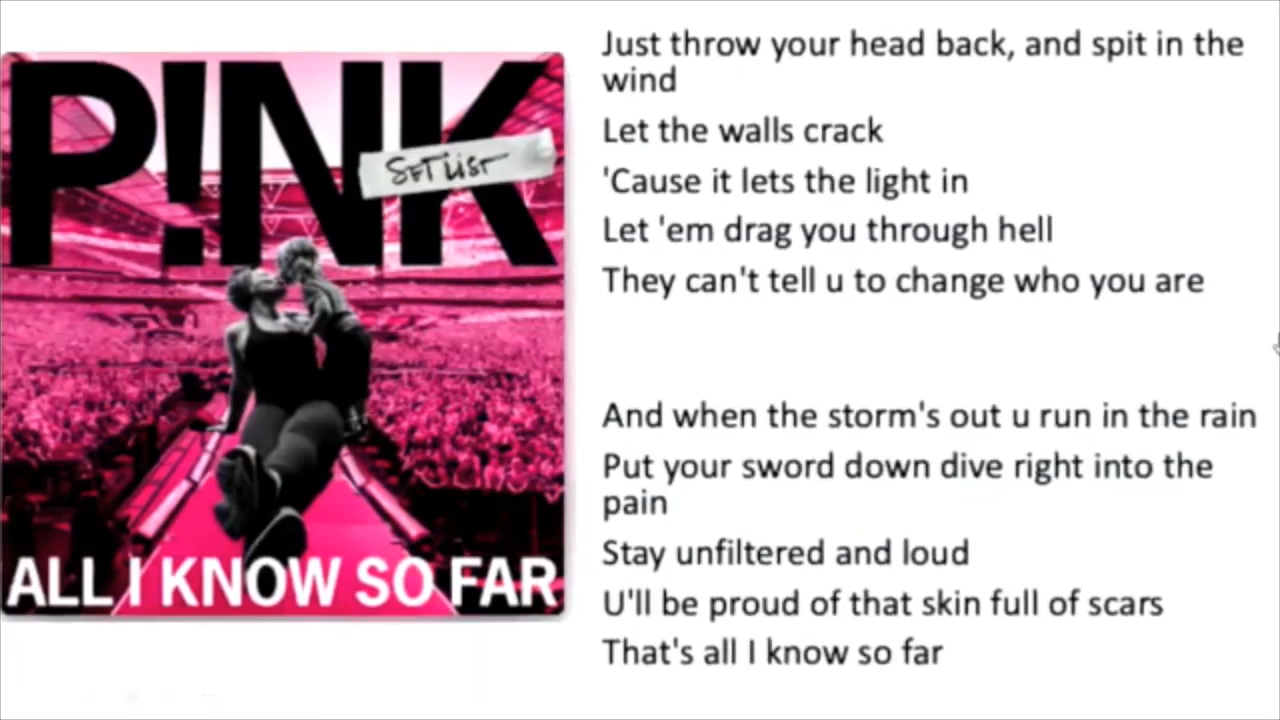 P!NK
SET LIST
ALL I KNOW SO FAR
Just throw your head back, and spit in the
wind
Let the walls crack
'Cause it lets the light in
Let 'em drag you through hell
They can't tell u to change who you are
And when the storm's out u run in the rain
Put your sword down dive right into the
pain
Stay unfiltered and loud
U'll be proud of that skin full of scars
That's all I know so far